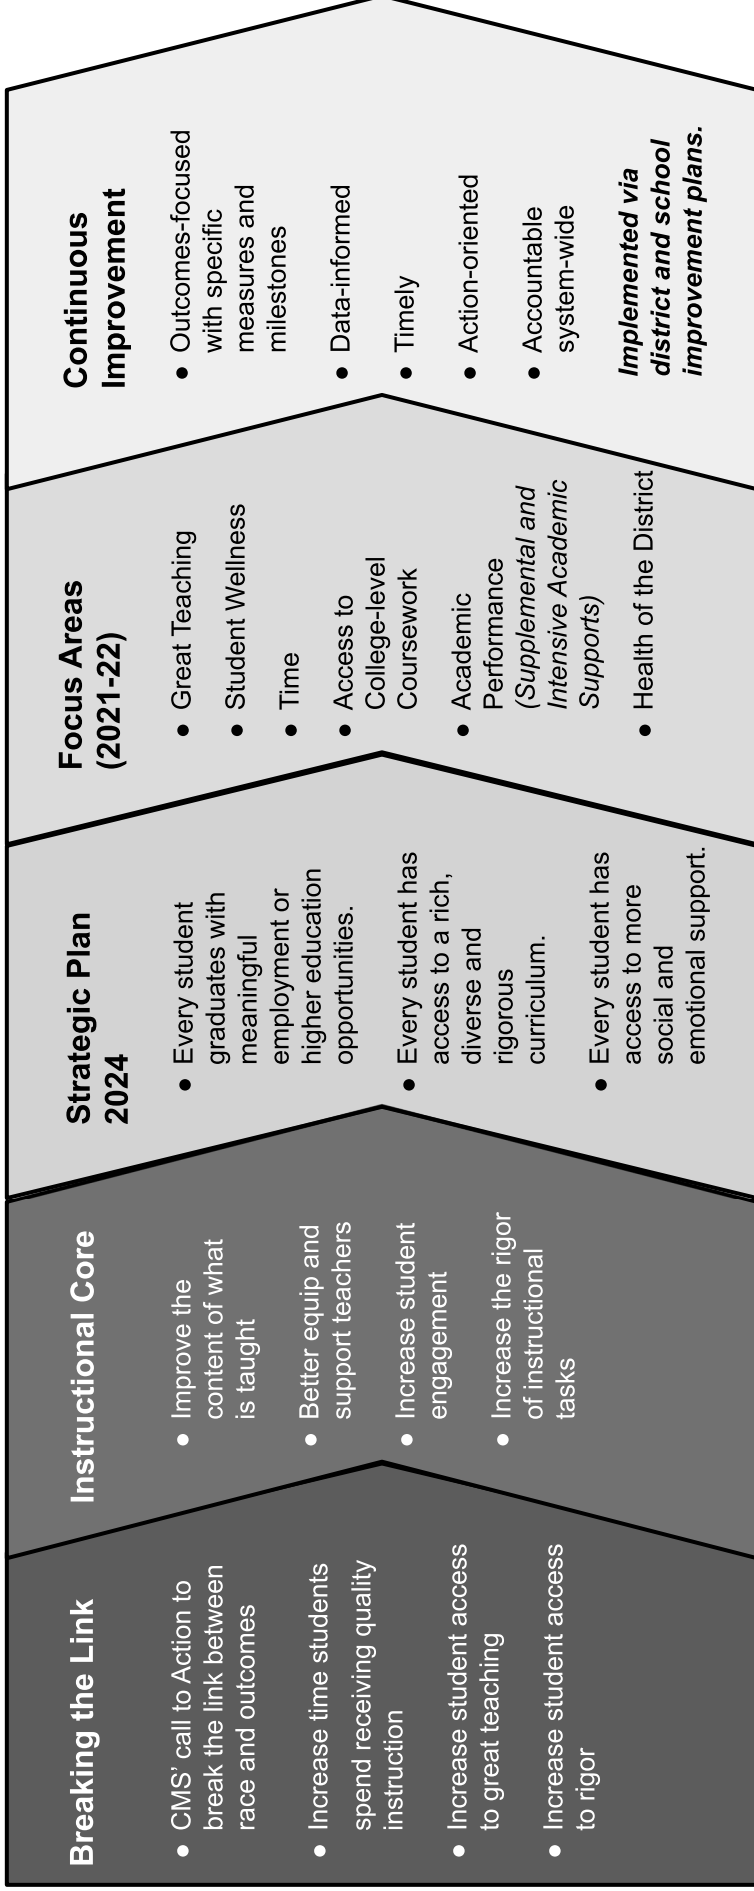 Breaking the Link
● CMS’ call to Action to
break the link between
race and outcomes
● Increase time students
spend receiving quality
instruction
● Increase student access
to great teaching
● Increase student access
to rigor
Instructional Core
● Improve the
content of what
is taught
● Better equip and
support teachers
● Increase student
engagement
● Increase the rigor
of instructional
tasks
Strategic Plan
2024
● Every student
graduates with
meaningful
employment or
higher education
opportunities.
● Every student has
access to a rich,
diverse and
rigorous
curriculum.
● Every student has
access to more
social and
emotional support.
Focus Areas
(2021-22)
● Great Teaching
● Student Wellness
● Time
● Access to
College-level
Coursework
● Academic
Performance
(Supplemental and
Intensive Academic
Supports)
● Health of the District
Continuous
Improvement
● Outcomes-focused
with specific
measures and
milestones
● Data-informed
● Timely
● Action-oriented
● Accountable
system-wide
Implemented via
district and school
improvement plans.